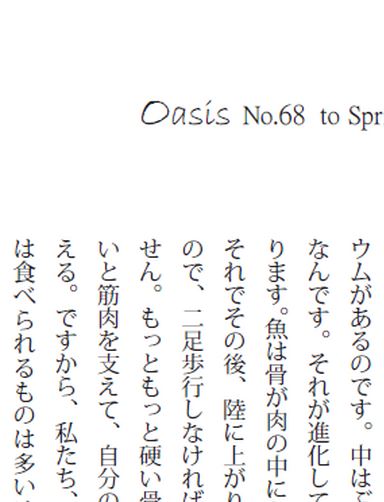 Oasis No.68 to Spr
ウムがあるのです。中は
なんです。それが進化して
ります。魚は骨が肉の中に
それでその後、陸に上がり
ので、二足歩行しなければ
せん。もっともっと硬い骨
いと筋肉を支えて、自分の
える。ですから、私たち、
は食べられるものは多い